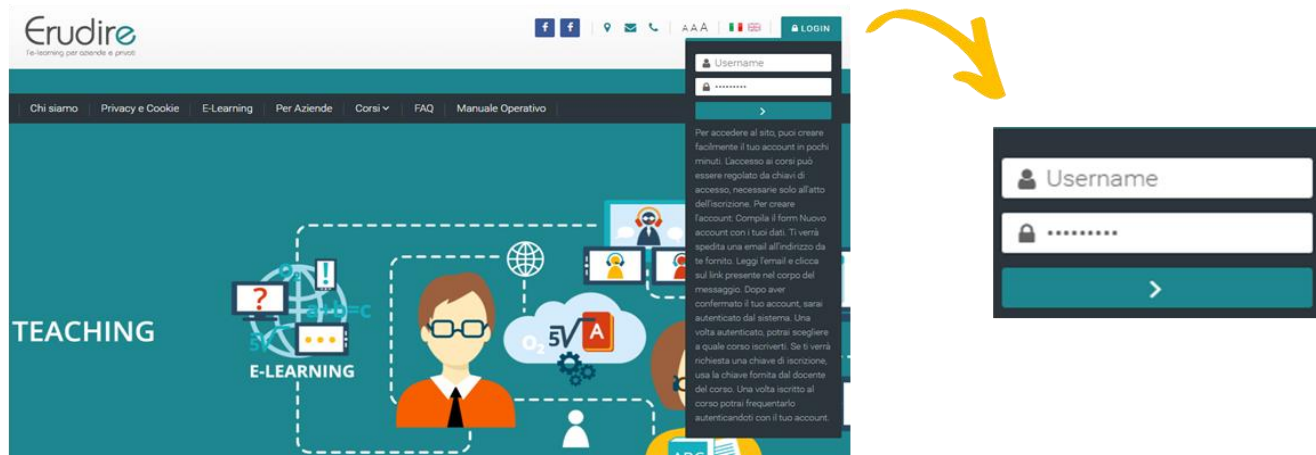 Erudire
l'e-learning per aziende e privati
f f AAA LOGIN
Username
•••••••••
Chi siamo Privacy e Cookie E-Learning Per Aziende Corsi FAQ Manuale Operativo
Per accedere al sito, puoi creare
facilmente il tuo account in pochi
minuti. L'accesso ai corsi può
essere regolato da chiavi di
accesso, necessarie solo all'atto
dell'iscrizione. Per creare
l'account: Compila il form Nuovo
account con i tuoi dati. Ti verrà
spedita una email all'indirizzo da
te fornito. Leggi l'email e clicca
sul link presente nel corpo del
messaggio. Dopo aver
confermato il tuo account, sarai
autenticato dal sistema. Una
volta autenticato, potrai scegliere
a quale corso iscriverti. Se ti verrà
richiesta una chiave di iscrizione,
usa la chiave fornita dal docente
del corso. Una volta iscritto al
corso potrai frequentarlo
autenticandoti con il tuo account.
TEACHING
O₂ !
?
a+b=c
5√
E-LEARNING
O₂ 5√ A
ABC
Username
•••••••••